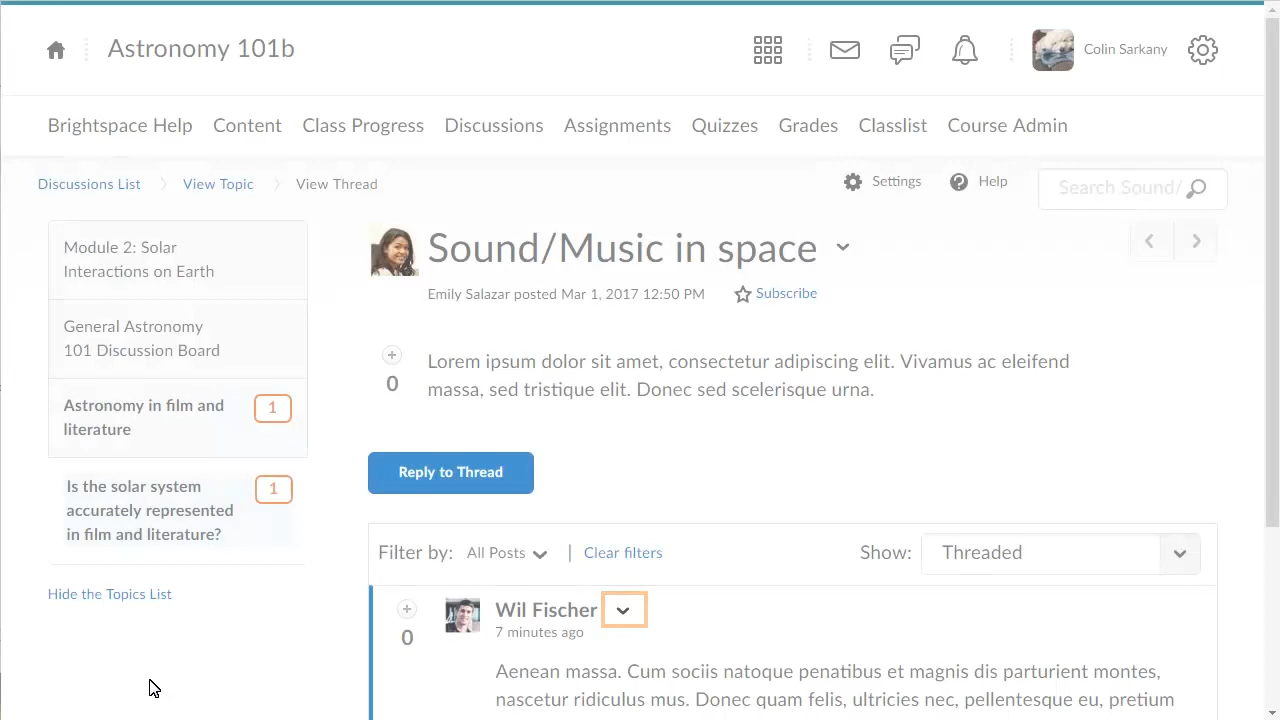 Astronomy 101b
Colin Sarkany
Brightspace Help Content Class Progress Discussions Assignments Quizzes Grades Classlist Course Admin
Discussions List View Topic View Thread
Settings Help Search Sound/
Module 2: Solar
Interactions on Earth
General Astronomy
101 Discussion Board
Astronomy in film and
literature
1
Is the solar system
accurately represented
in film and literature?
1
Hide the Topics List
Sound/Music in space
Emily Salazar posted Mar 1, 2017 12:50 PM Subscribe
0
Lorem ipsum dolor sit amet, consectetur adipiscing elit. Vivamus ac eleifend
massa, sed tristique elit. Donec sed scelerisque urna.
Reply to Thread
Filter by: All Posts | Clear filters Show: Threaded
0
Wil Fischer
7 minutes ago
Aenean massa. Cum sociis natoque penatibus et magnis dis parturient montes,
nascetur ridiculus mus. Donec quam felis, ultricies nec, pellentesque eu, pretium